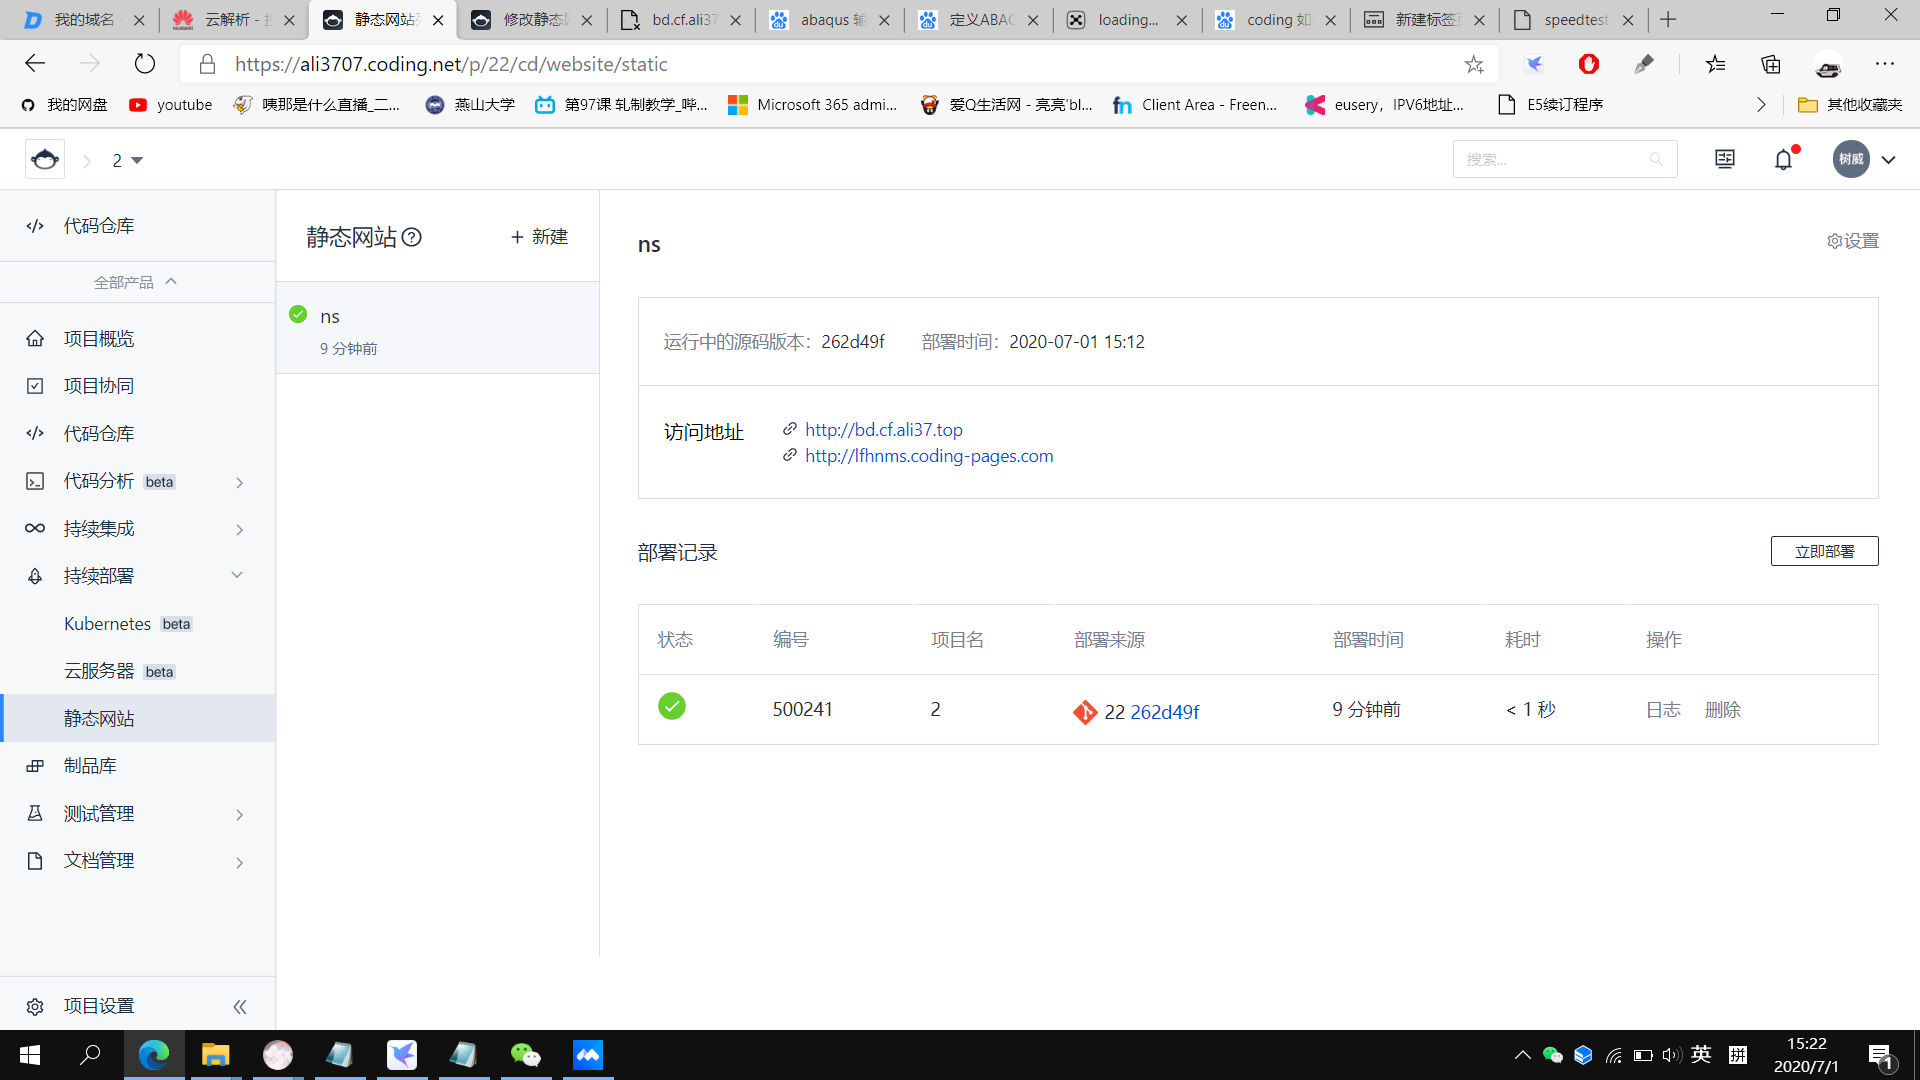 我的域名
云解析 - 
静态网站
修改静态
bd.cf.ali37
abaqus 输
定义ABAC
loading...
coding 如
新建标签页
speedtest.
https://ali3707.coding.net/p/22/cd/website/static
我的网盘
youtube
咦那是什么直播_二...
燕山大学
第97课 轧制教学_哔...
Microsoft 365 admi...
爱Q生活网 - 亮亮'bl...
Client Area - Freen...
eusery，IPV6地址...
E5续订程序
其他收藏夹
2
搜索...
树威
代码仓库
全部产品
项目概览
项目协同
代码仓库
代码分析 beta
持续集成
持续部署
Kubernetes beta
云服务器 beta
静态网站
制品库
测试管理
文档管理
项目设置
静态网站
+ 新建
ns
9 分钟前
ns
设置
运行中的源码版本：262d49f 部署时间：2020-07-01 15:12
访问地址
http://bd.cf.ali37.top
http://lfhnms.coding-pages.com
部署记录
立即部署
状态 编号 项目名 部署来源 部署时间 耗时 操作
500241 2 22 262d49f 9 分钟前 < 1 秒 日志 删除
英
拼
15:22
2020/7/1
1